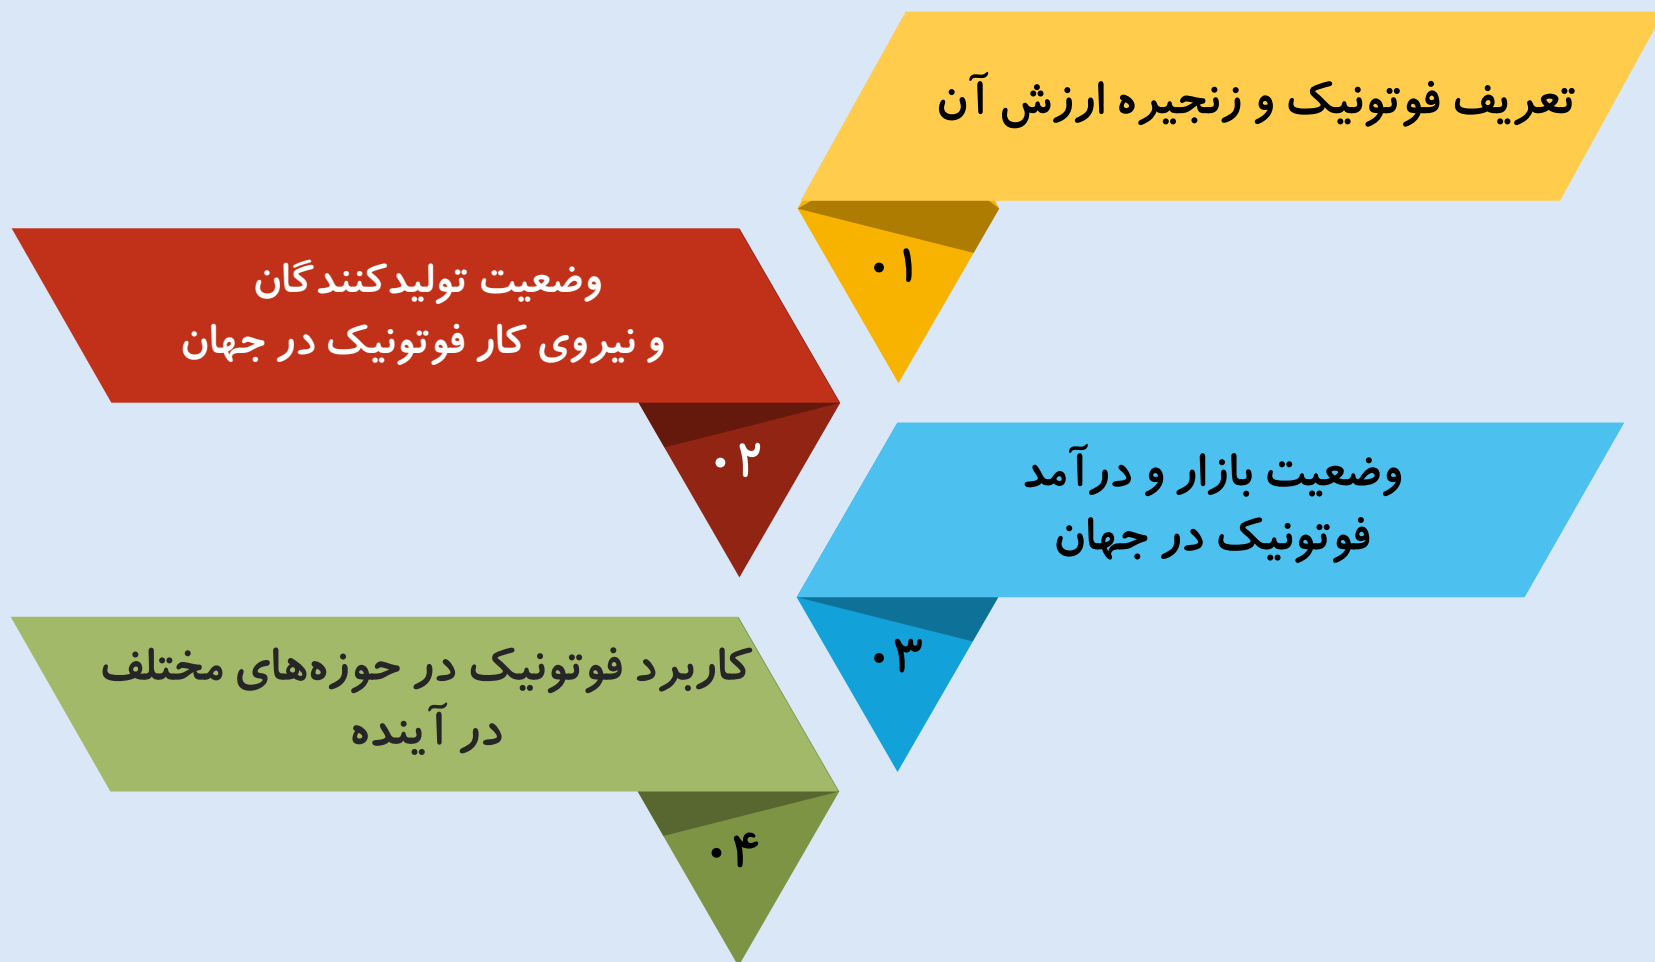 تعریف فوتونیک و زنجیره ارزش آن
۰۱
وضعیت تولیدکنندگان
و نیروی کار فوتونیک در جهان
۰۲
وضعیت بازار و درآمد
فوتونیک در جهان
۰۳
کاربرد فوتونیک در حوزه‌های مختلف
در آینده
۰۴